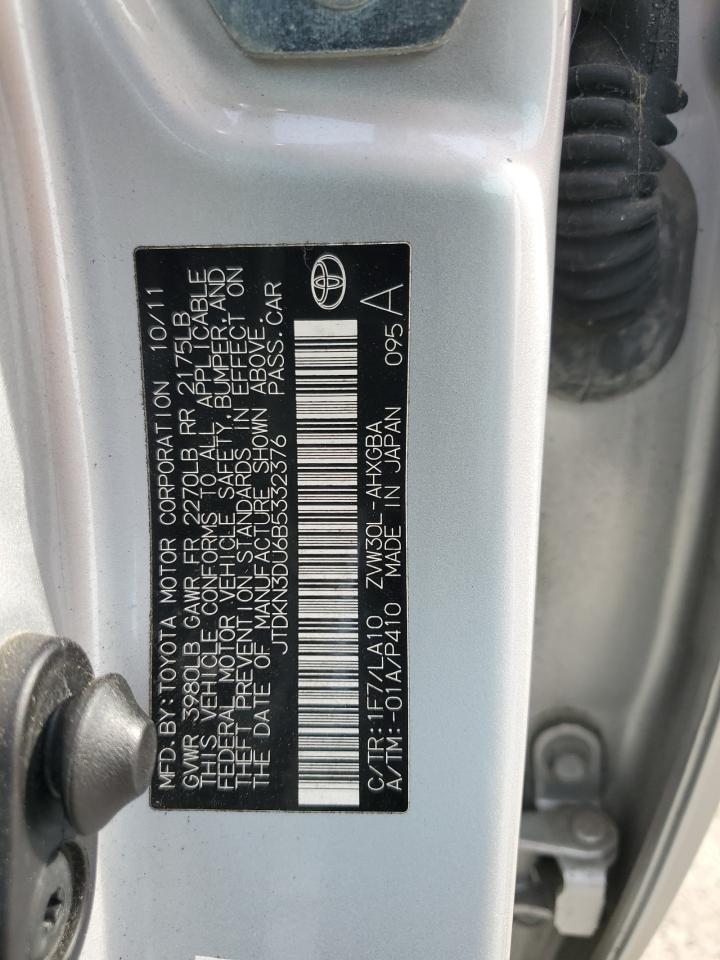 MFD. BY: TOYOTA MOTOR CORPORATION 10/11
GVWR 3980LB GAWR FR 2270LB RR 2175LB
THIS VEHICLE CONFORMS TO ALL APPLICABLE
FEDERAL MOTOR VEHICLE SAFETY, BUMPER, AND
THEFT PREVENTION STANDARDS IN EFFECT ON
THE DATE OF MANUFACTURE SHOWN ABOVE.
JTDKN3DU6B5332376 PASS. CAR
C/TR: 1F7/LA10 ZVW30L-AHXGBA
A/TM: -01A/P410 MADE IN JAPAN 095 A